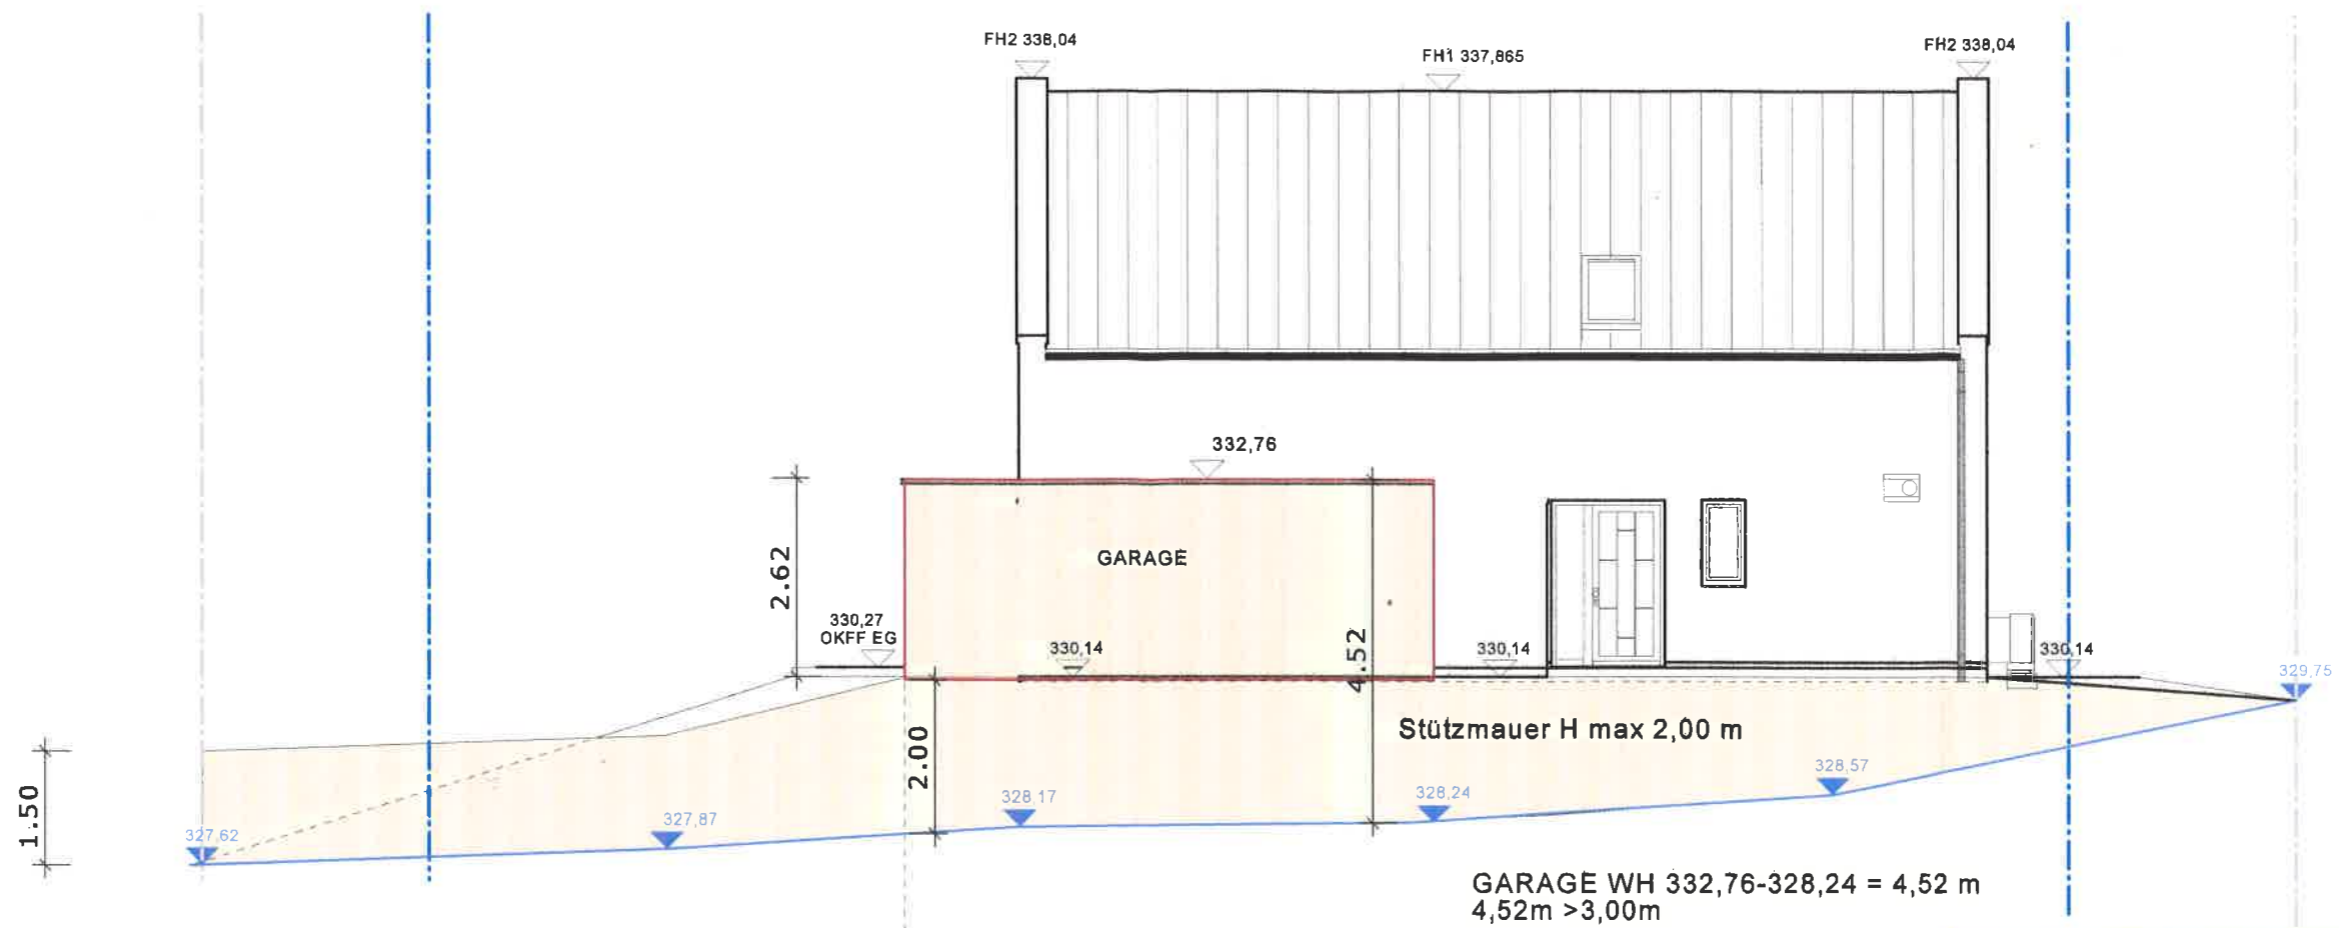 FH2 338,04
FH1 337,865
FH2 338,04
332,76
2.62
GARAGE
4.52
330,27
OKFF EG
330,14
330,14
330,14
329,75
Stützmauer H max 2,00 m
2.00
1.50
327,62
327,87
328,17
328,24
328,57
GARAGE WH 332,76-328,24 = 4,52 m
4,52m >3,00m